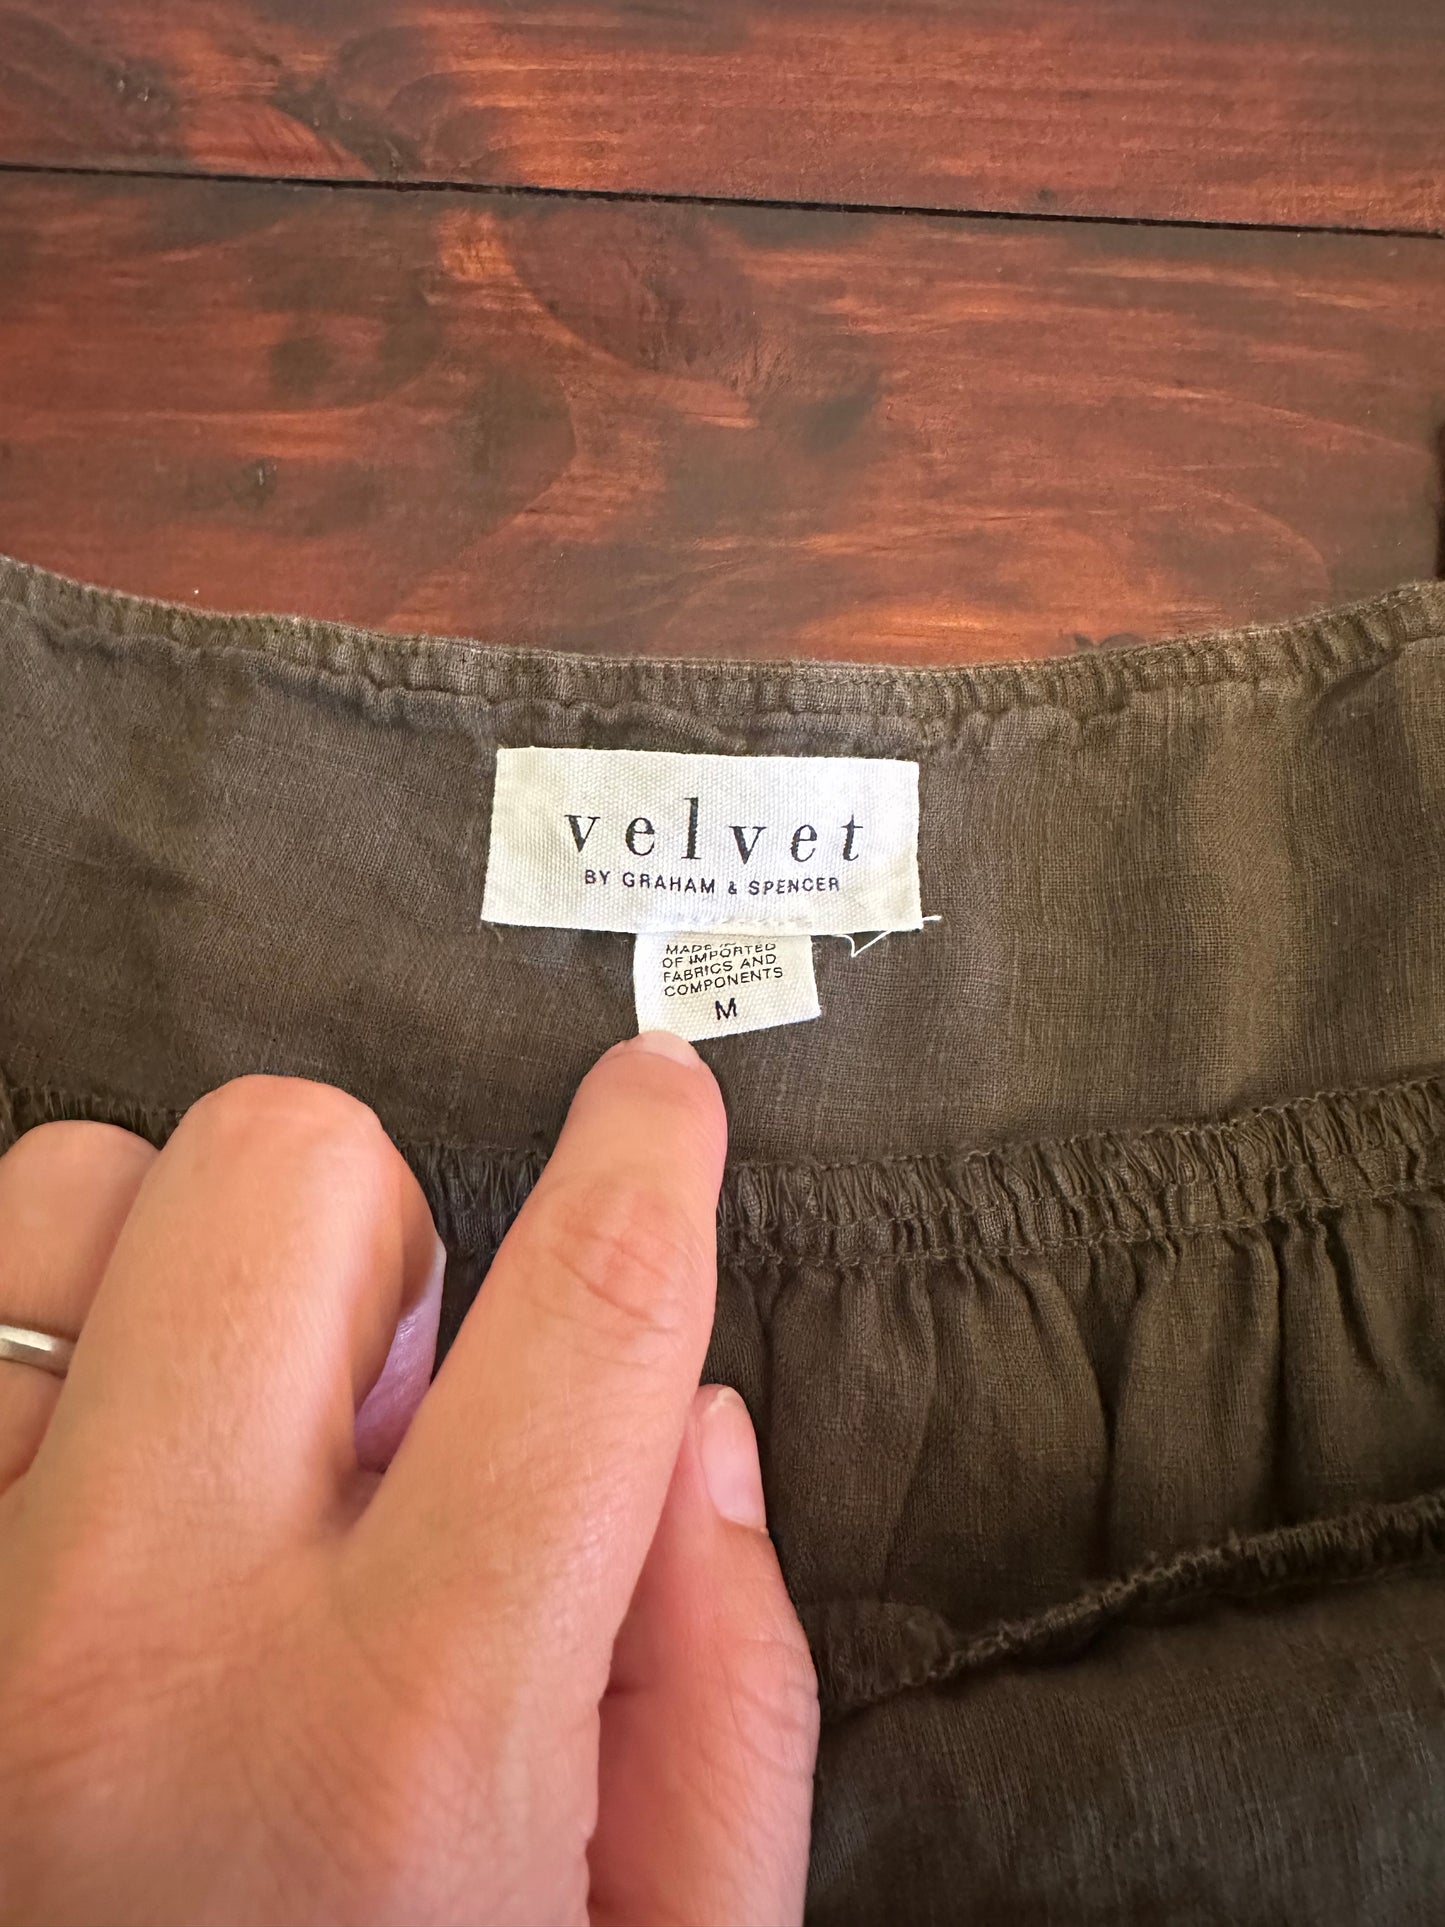 velvet
BY GRAHAM & SPENCER
MADE
OF IMPORTED
FABRICS AND
COMPONENTS
M